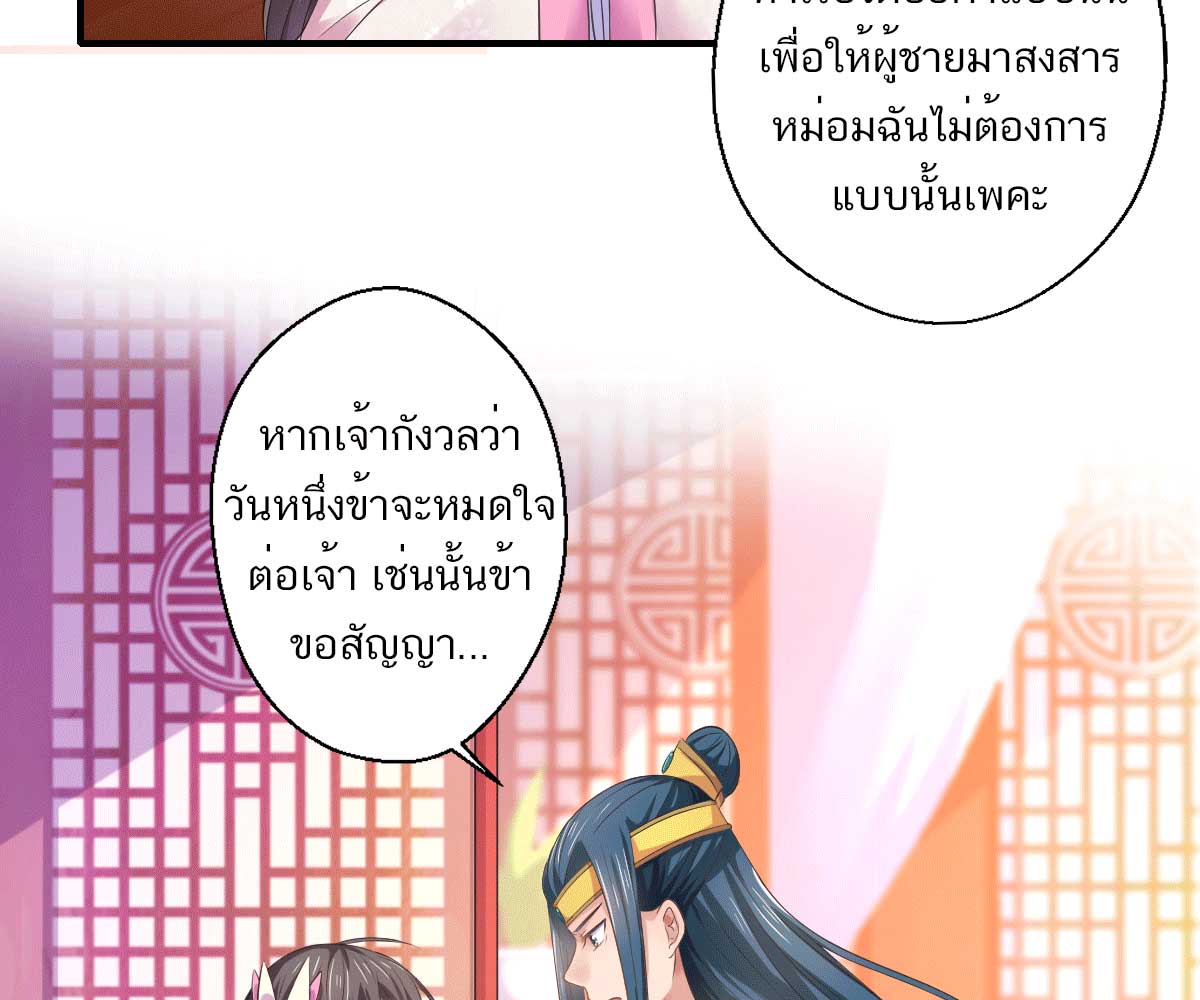 เพื่อให้ผู้ชายมาสงสาร
หม่อมฉันไม่ต้องการ
แบบนั้นเพคะ
หากเจ้ากังวลว่า
วันหนึ่งข้าจะหมดใจ
ต่อเจ้า เช่นนั้นข้า
ขอสัญญา...